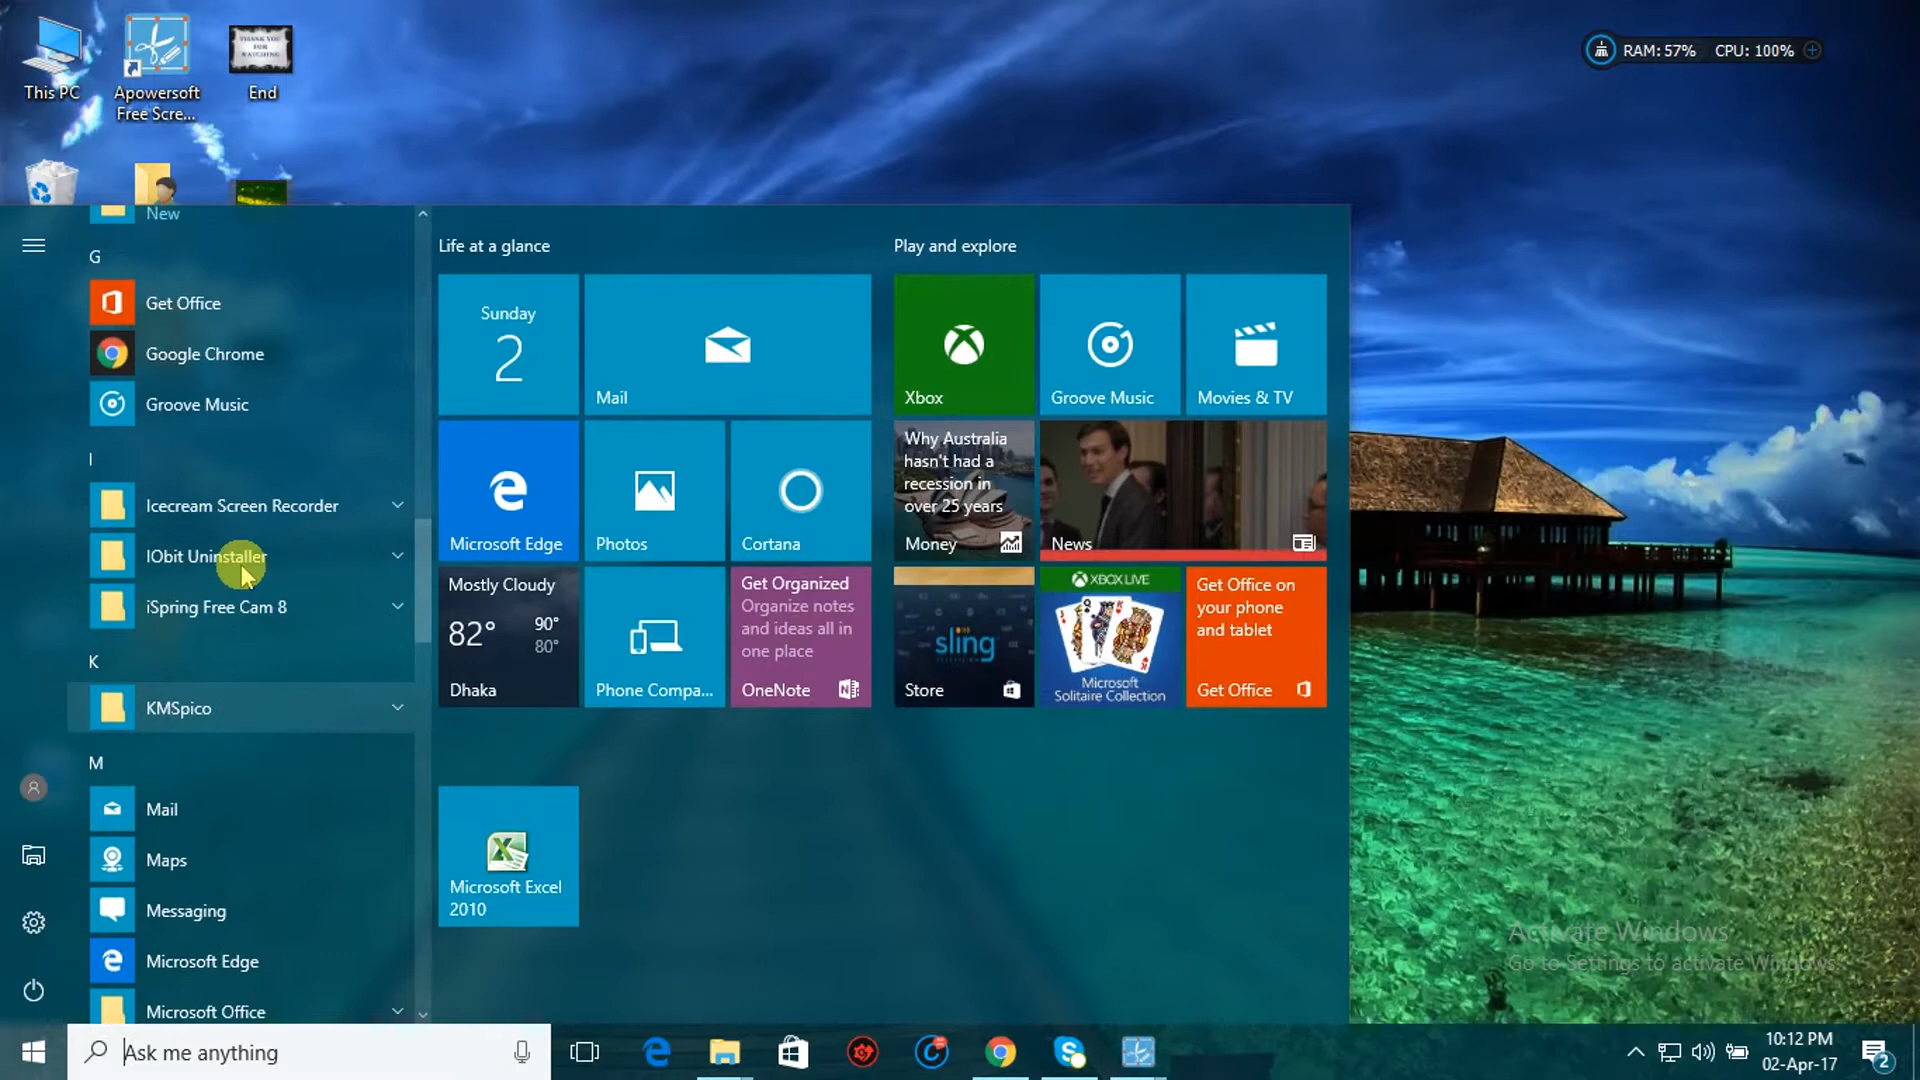 This PC
Apowersoft
Free Scre...
THANK YOU
FOR
WATCHING
End
RAM: 57%
CPU: 100%
New
G
Get Office
Google Chrome
Groove Music
I
Icecream Screen Recorder
IObit Uninstaller
iSpring Free Cam 8
K
KMSpico
M
Mail
Maps
Messaging
Microsoft Edge
Microsoft Office
Life at a glance
Sunday
2
Mail
Microsoft Edge
Photos
Cortana
Mostly Cloudy
82°
90°
80°
Dhaka
Phone Compa...
Get Organized
Organize notes
and ideas all in
one place
OneNote
Microsoft Excel
2010
Play and explore
Xbox
Groove Music
Movies & TV
Why Australia
hasn't had a
recession in
over 25 years
Money
News
sling
Store
XBOX LIVE
Microsoft
Solitaire Collection
Get Office on
your phone
and tablet
Get Office
Activate Windows
Go to Settings to activate Windows.
Ask me anything
10:12 PM
02-Apr-17
2